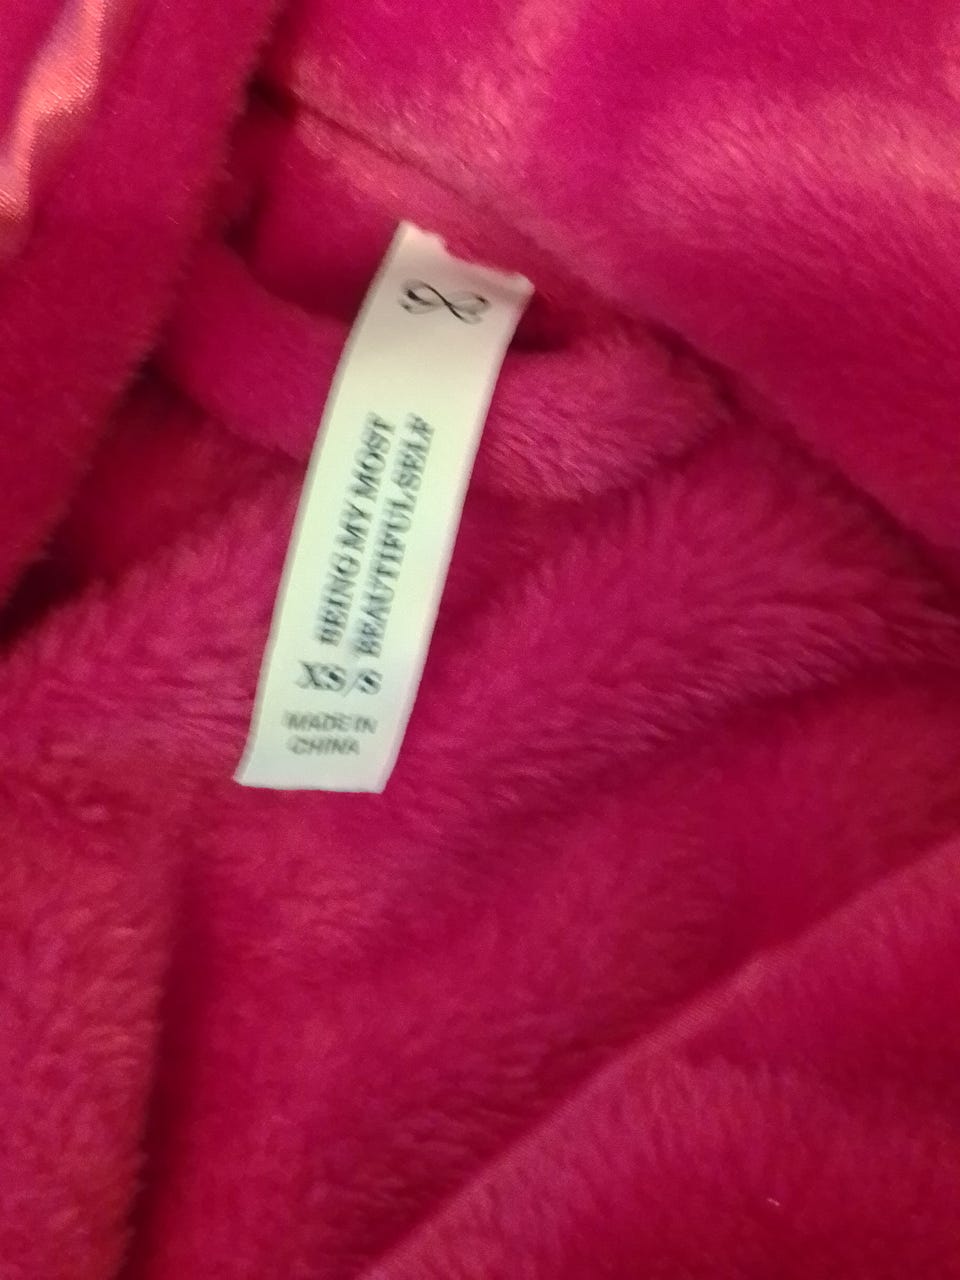 BEING MY MOST
BEAUTIFUL SELF
XS/S
MADE IN
CHINA